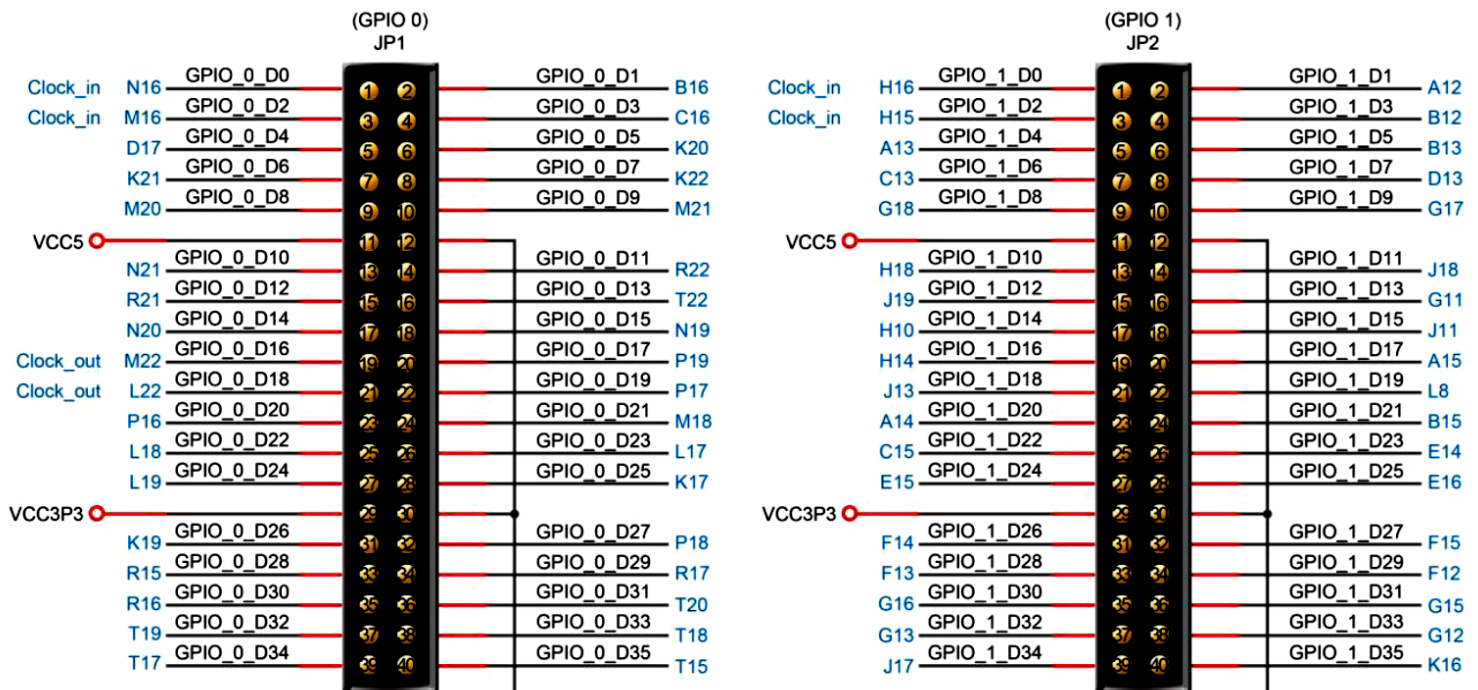 (GPIO 0) (GPIO 1)
JP1 JP2
Clock_in N16 GPIO_0_D0 1 2 GPIO_0_D1 B16 Clock_in H16 GPIO_1_D0 1 2 GPIO_1_D1 A12
Clock_in M16 GPIO_0_D2 3 4 GPIO_0_D3 C16 Clock_in H15 GPIO_1_D2 3 4 GPIO_1_D3 B12
D17 GPIO_0_D4 5 6 GPIO_0_D5 K20 A13 GPIO_1_D4 5 6 GPIO_1_D5 B13
K21 GPIO_0_D6 7 8 GPIO_0_D7 K22 C13 GPIO_1_D6 7 8 GPIO_1_D7 D13
M20 GPIO_0_D8 9 10 GPIO_0_D9 M21 G18 GPIO_1_D8 9 10 GPIO_1_D9 G17
VCC5 11 12 VCC5 11 12
N21 GPIO_0_D10 13 14 GPIO_0_D11 R22 H18 GPIO_1_D10 13 14 GPIO_1_D11 J18
R21 GPIO_0_D12 15 16 GPIO_0_D13 T22 J19 GPIO_1_D12 15 16 GPIO_1_D13 G11
N20 GPIO_0_D14 17 18 GPIO_0_D15 N19 H10 GPIO_1_D14 17 18 GPIO_1_D15 J11
Clock_out M22 GPIO_0_D16 19 20 GPIO_0_D17 P19 H14 GPIO_1_D16 19 20 GPIO_1_D17 A15
Clock_out L22 GPIO_0_D18 21 22 GPIO_0_D19 P17 J13 GPIO_1_D18 21 22 GPIO_1_D19 L8
P16 GPIO_0_D20 23 24 GPIO_0_D21 M18 A14 GPIO_1_D20 23 24 GPIO_1_D21 B15
L18 GPIO_0_D22 25 26 GPIO_0_D23 L17 C15 GPIO_1_D22 25 26 GPIO_1_D23 E14
L19 GPIO_0_D24 27 28 GPIO_0_D25 K17 E15 GPIO_1_D24 27 28 GPIO_1_D25 E16
VCC3P3 29 30 VCC3P3 29 30
K19 GPIO_0_D26 31 32 GPIO_0_D27 P18 F14 GPIO_1_D26 31 32 GPIO_1_D27 F15
R15 GPIO_0_D28 33 34 GPIO_0_D29 R17 F13 GPIO_1_D28 33 34 GPIO_1_D29 F12
R16 GPIO_0_D30 35 36 GPIO_0_D31 T20 G16 GPIO_1_D30 35 36 GPIO_1_D31 G15
T19 GPIO_0_D32 37 38 GPIO_0_D33 T18 G13 GPIO_1_D32 37 38 GPIO_1_D33 G12
T17 GPIO_0_D34 39 40 GPIO_0_D35 T15 J17 GPIO_1_D34 39 40 GPIO_1_D35 K16